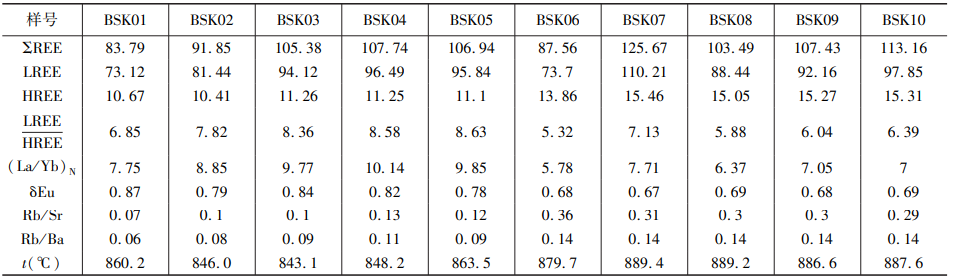 样号 BSK01 BSK02 BSK03 BSK04 BSK05 BSK06 BSK07 BSK08 BSK09 BSK10
ΣREE 83.79 91.85 105.38 107.74 106.94 87.56 125.67 103.49 107.43 113.16
LREE 73.12 81.44 94.12 96.49 95.84 73.7 110.21 88.44 92.16 97.85
HREE 10.67 10.41 11.26 11.25 11.1 13.86 15.46 15.05 15.27 15.31
LREE/HREE 6.85 7.82 8.36 8.58 8.63 5.32 7.13 5.88 6.04 6.39
(La/Yb)N 7.75 8.85 9.77 10.14 9.85 5.78 7.71 6.37 7.05 7
δEu 0.87 0.79 0.84 0.82 0.78 0.68 0.67 0.69 0.68 0.69
Rb/Sr 0.07 0.1 0.1 0.13 0.12 0.36 0.31 0.3 0.3 0.29
Rb/Ba 0.06 0.08 0.09 0.11 0.09 0.14 0.14 0.14 0.14 0.14
t(℃) 860.2 846.0 843.1 848.2 863.5 879.7 889.4 889.2 886.6 887.6